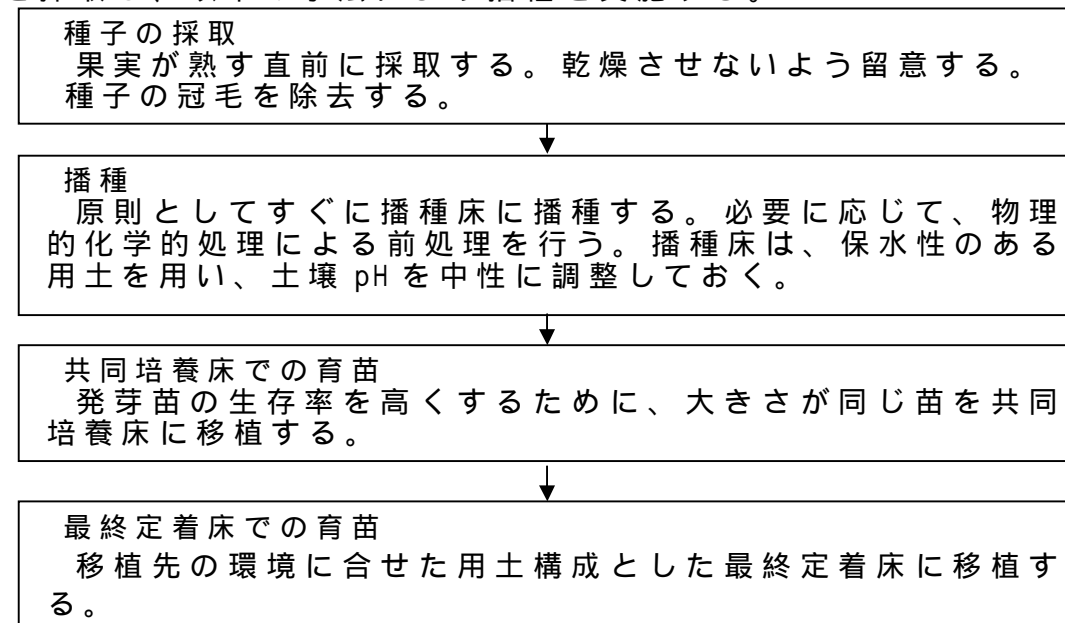 種子の採取
果実が熟す直前に採取する。乾燥させないよう留意する。
種子の冠毛を除去する。
播種
原則としてすぐに播種床に播種する。必要に応じて、物理
的化学的処理による前処理を行う。播種床は、保水性のある
用土を用い、土壌 pH を中性に調整しておく。
共同培養床での育苗
発芽苗の生存率を高くするために、大きさが同じ苗を共同
培養床に移植する。
最終定着床での育苗
移植先の環境に合せた用土構成とした最終定着床に移植す
る。